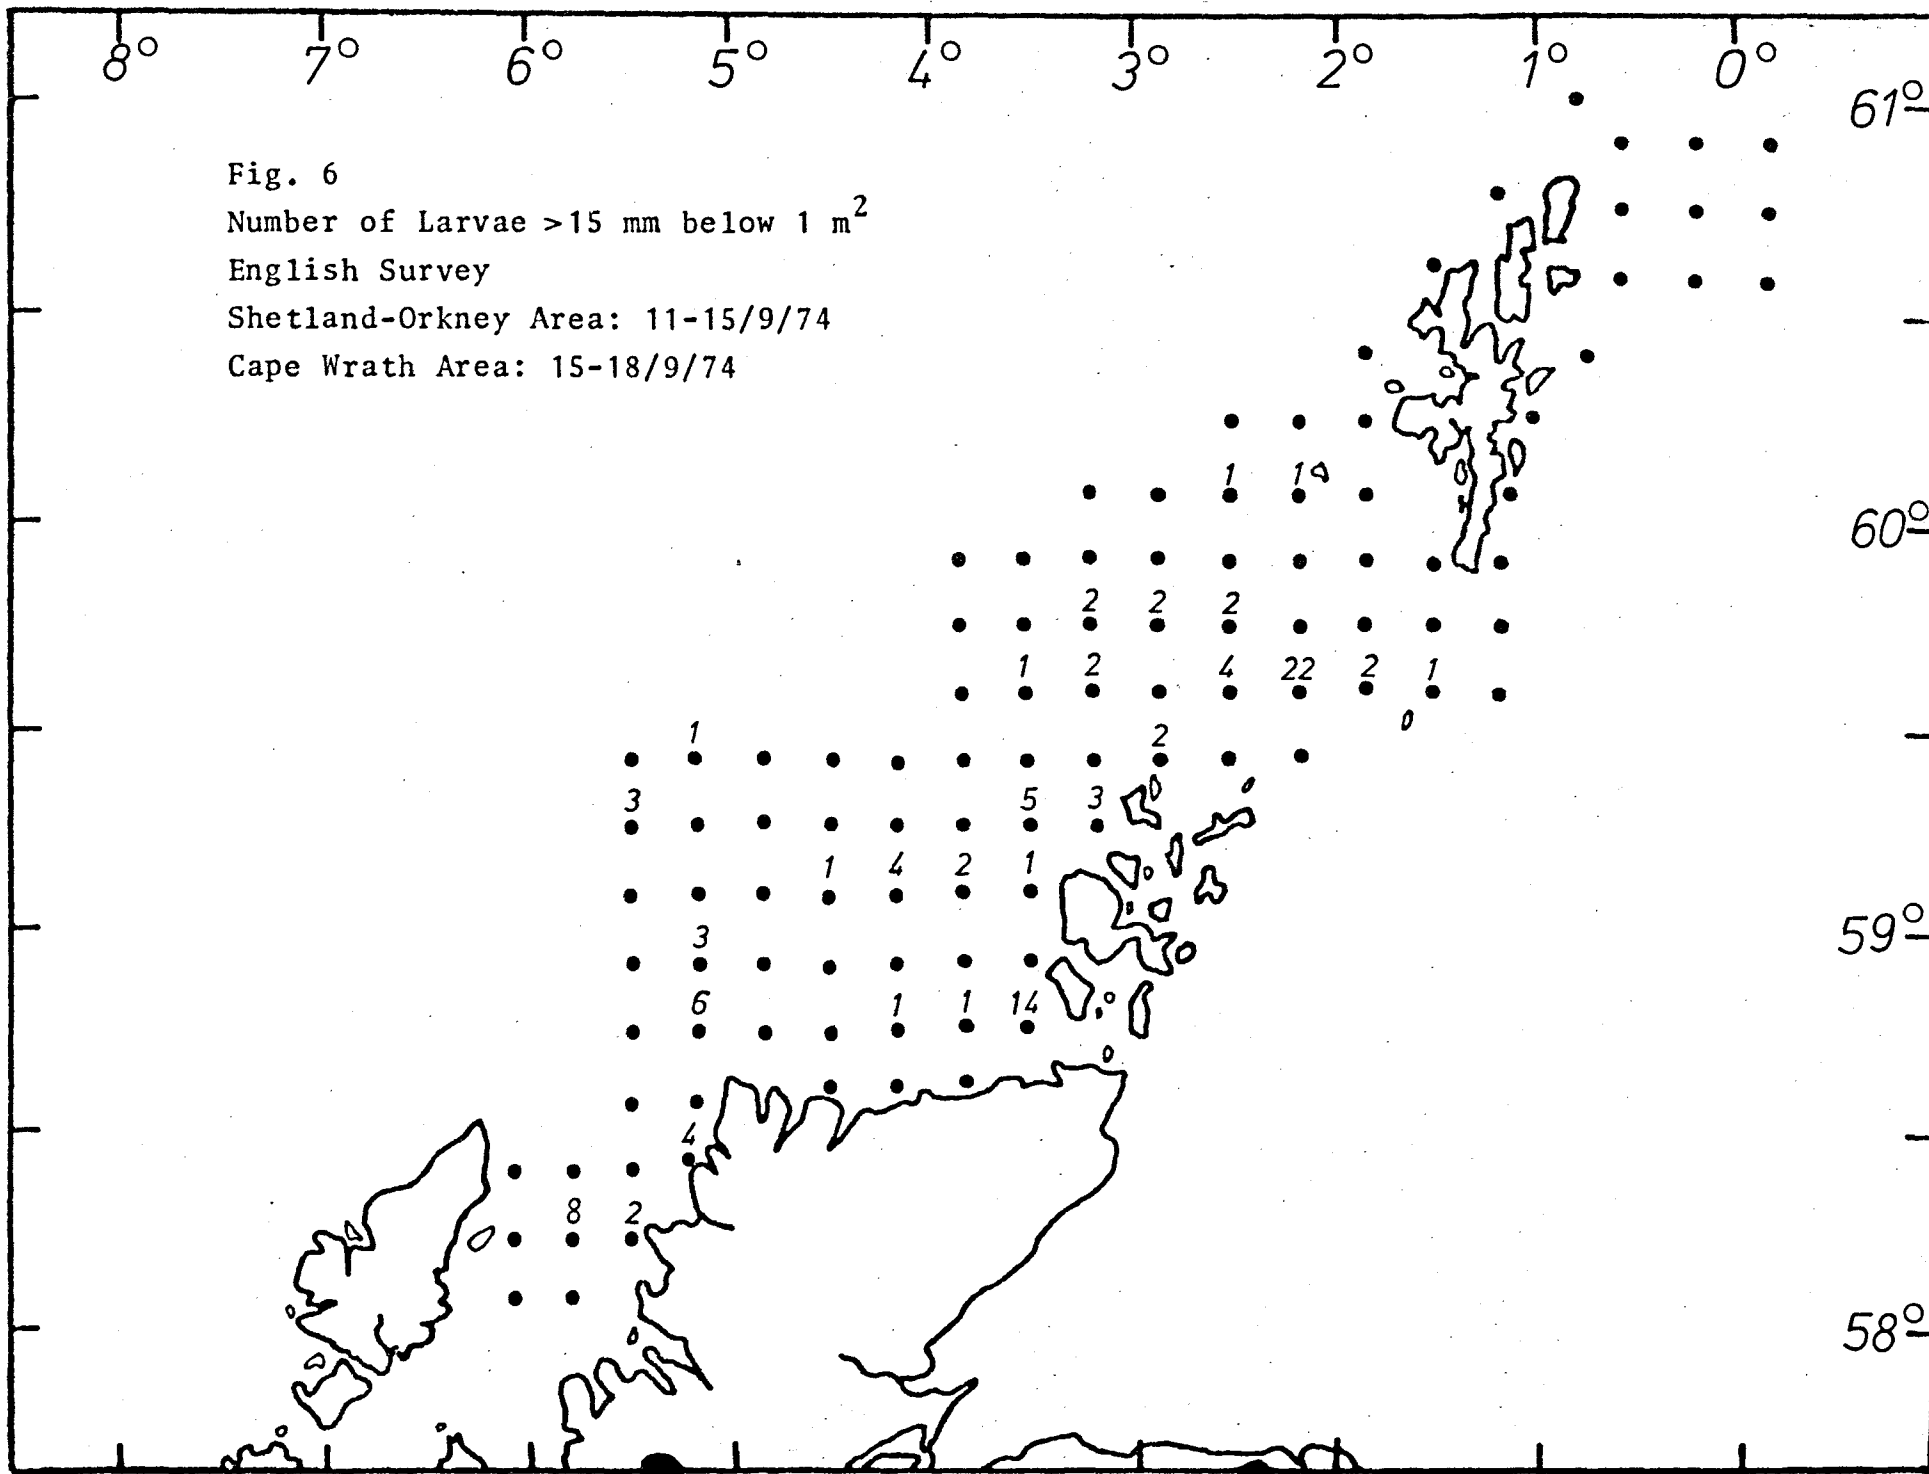 8° 7° 6° 5° 4° 3° 2° 1° 0°
61°
Fig. 6
Number of Larvae >15 mm below 1 m²
English Survey
Shetland-Orkney Area: 11-15/9/74
Cape Wrath Area: 15-18/9/74
1 1
60°
2 2 2
1 2 4 22 2 1
1 2
3 5 3
1 4 2 1
3
59°
6 1 1 14
4
8 2
58°